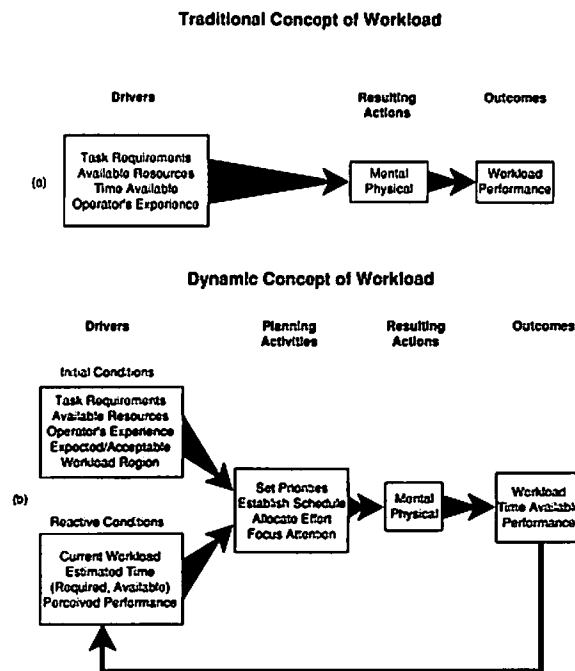 Traditional Concept of Workload
Drivers
Resulting
Actions
Outcomes
(a)
Task Requirements
Available Resources
Time Available
Operator's Experience
Mental
Physical
Workload
Performance
Dynamic Concept of Workload
Drivers
Planning
Activities
Resulting
Actions
Outcomes
Initial Conditions
Task Requirements
Available Resources
Operator's Experience
Expected/Acceptable
Workload Region
(b)
Set Priorities
Establish Schedule
Allocate Effort
Focus Attention
Mental
Physical
Workload
Time Available
Performance
Reactive Conditions
Current Workload
Estimated Time
(Required, Available)
Perceived Performance